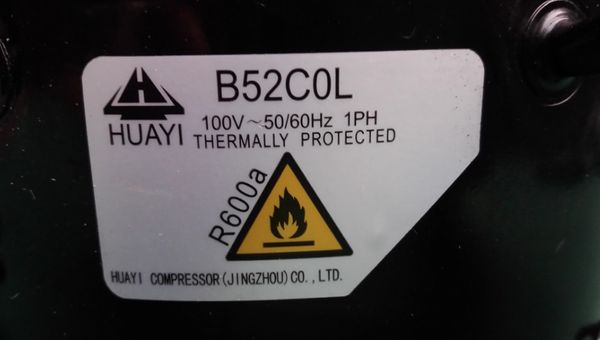 B52C0L
HUAYI
100V~50/60Hz 1PH
THERMALLY PROTECTED
R600a
HUAYI COMPRESSOR(JINGZHOU)CO.,LTD.